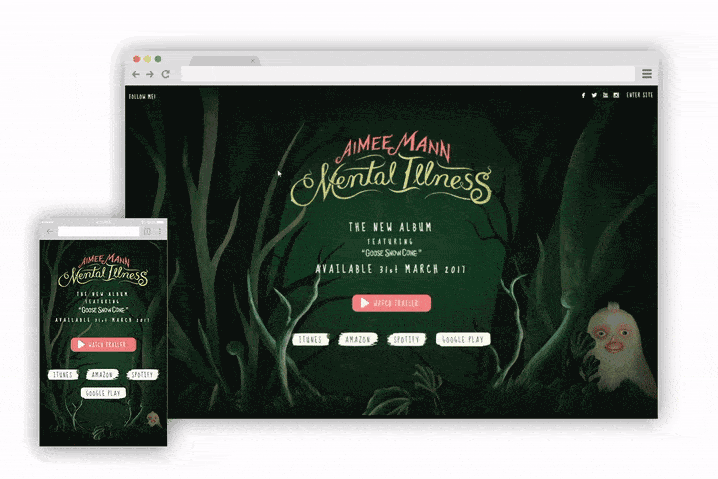 FOLLOW ME!
ENTER SITE
AIMEE MANN
Mental Illness
THE NEW ALBUM
FEATURING
"GOOSE SNOW CONE"
AVAILABLE 31st MARCH 2017
WATCH TRAILER
ITUNES AMAZON SPOTIFY GOOGLE PLAY
AIMEE MANN
Mental Illness
THE NEW ALBUM
FEATURING
"GOOSE SNOW CONE"
AVAILABLE 31st MARCH 2017
WATCH TRAILER
ITUNES AMAZON SPOTIFY
GOOGLE PLAY